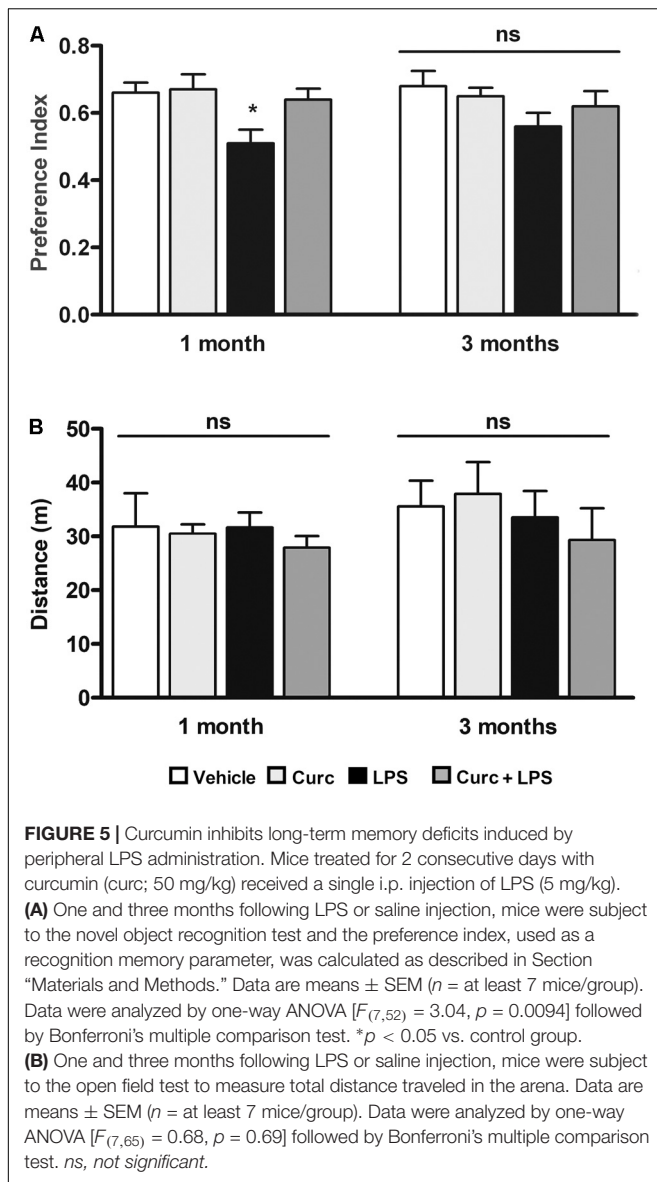 A
ns
0.8
0.6
0.4
0.2
0.0
Preference Index
*
1 month
3 months
B
ns
ns
50
40
30
20
10
0
Distance (m)
1 month
3 months
Vehicle Curc LPS Curc + LPS
FIGURE 5 | Curcumin inhibits long-term memory deficits induced by
peripheral LPS administration. Mice treated for 2 consecutive days with
curcumin (curc; 50 mg/kg) received a single i.p. injection of LPS (5 mg/kg).
(A) One and three months following LPS or saline injection, mice were subject
to the novel object recognition test and the preference index, used as a
recognition memory parameter, was calculated as described in Section
“Materials and Methods.” Data are means ± SEM (n = at least 7 mice/group).
Data were analyzed by one-way ANOVA [F(7,52) = 3.04, p = 0.0094] followed
by Bonferroni’s multiple comparison test. *p < 0.05 vs. control group.
(B) One and three months following LPS or saline injection, mice were subject
to the open field test to measure total distance traveled in the arena. Data are
means ± SEM (n = at least 7 mice/group). Data were analyzed by one-way
ANOVA [F(7,65) = 0.68, p = 0.69] followed by Bonferroni’s multiple comparison
test. ns, not significant.